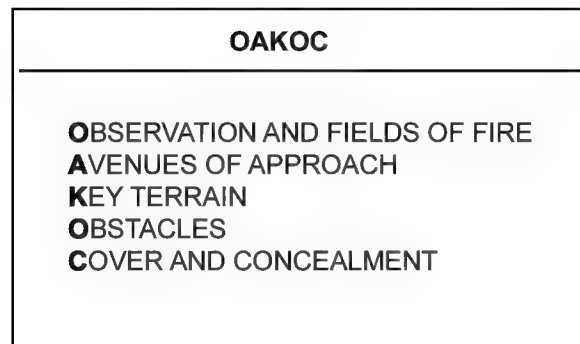 OAKOC
OBSERVATION AND FIELDS OF FIRE
AVENUES OF APPROACH
KEY TERRAIN
OBSTACLES
COVER AND CONCEALMENT